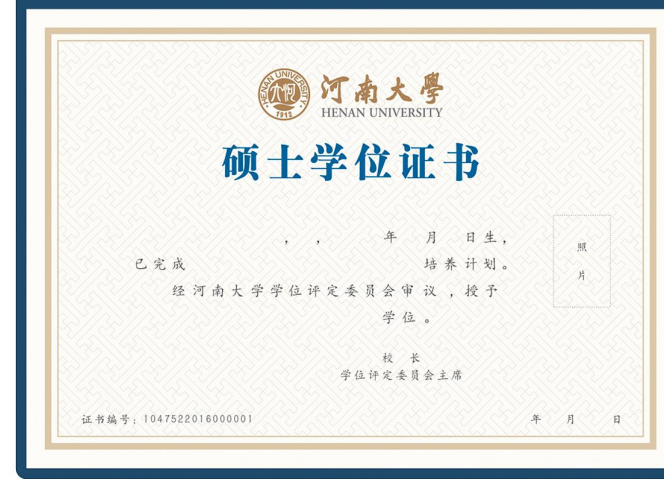 HENAN UNIVERSITY
1912
河南大學
HENAN UNIVERSITY
硕士学位证书
， ， 年 月 日生，
已完成 培养计划。
经河南大学学位评定委员会审议，授予
学位。
照
片
校 长
学位评定委员会主席
证书编号：1047522016000001
年 月 日